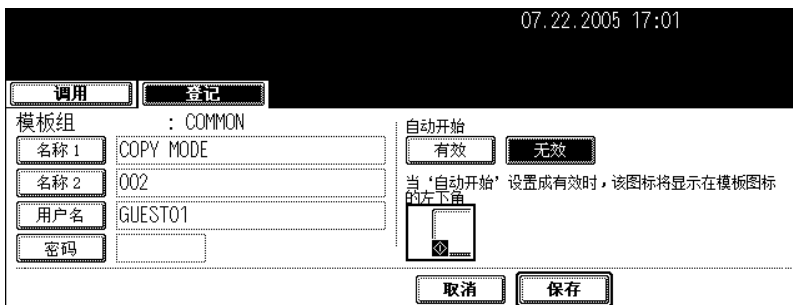 07.22.2005 17:01
调用 登记
模板组 : COMMON
名称 1 COPY MODE
名称 2 002
用户名 GUEST01
密码
自动开始
有效 无效
当‘自动开始’设置成有效时，该图标将显示在模板图标
的左下角
取消 保存